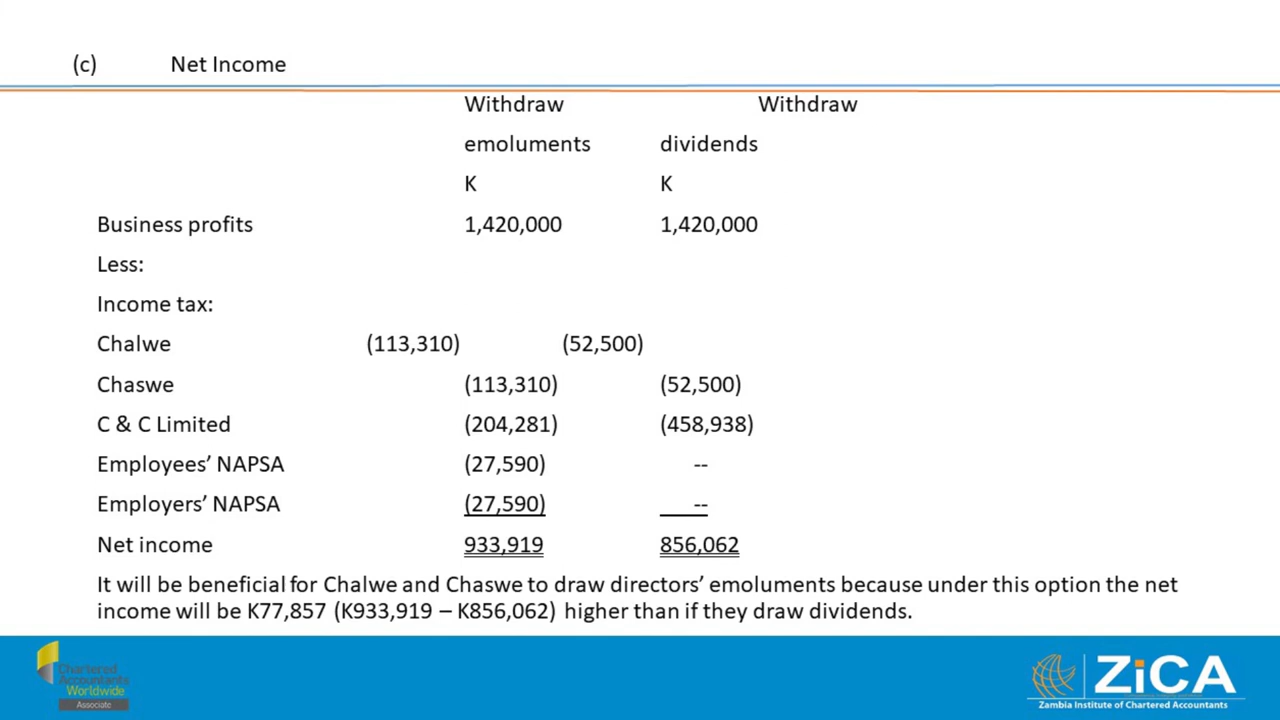 (c) Net Income
Withdraw Withdraw
emoluments dividends
K K
Business profits 1,420,000 1,420,000
Less:
Income tax:
Chalwe (113,310) (52,500)
Chaswe (113,310) (52,500)
C & C Limited (204,281) (458,938)
Employees’ NAPSA (27,590) --
Employers’ NAPSA (27,590) --
Net income 933,919 856,062
It will be beneficial for Chalwe and Chaswe to draw directors’ emoluments because under this option the net
income will be K77,857 (K933,919 – K856,062) higher than if they draw dividends.
Chartered
Accountants
Worldwide
Associate
ZiCA
Zambia Institute of Chartered Accountants